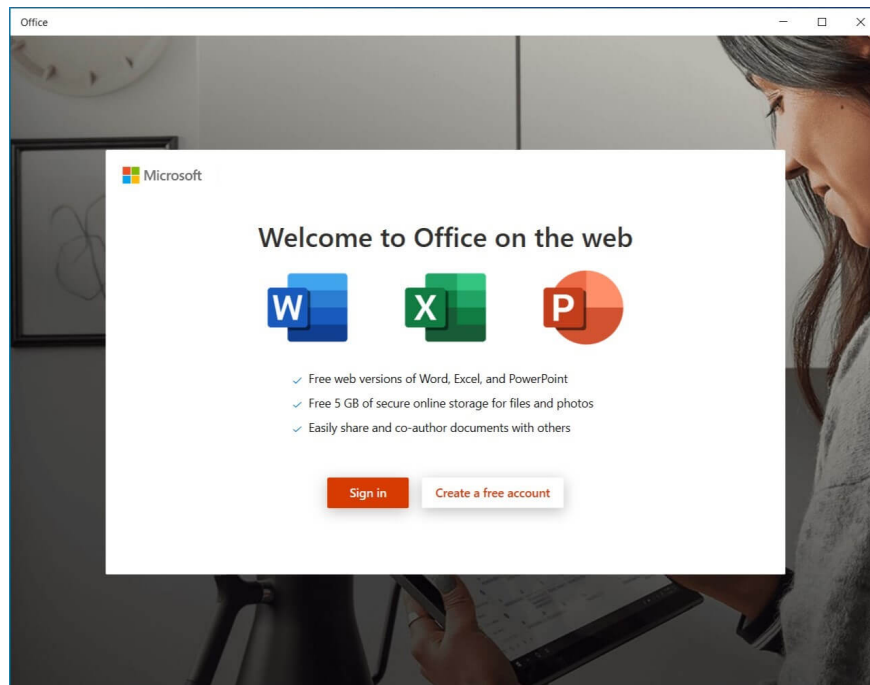 Office
Microsoft
Welcome to Office on the web
W X P
Free web versions of Word, Excel, and PowerPoint
Free 5 GB of secure online storage for files and photos
Easily share and co-author documents with others
Sign in Create a free account